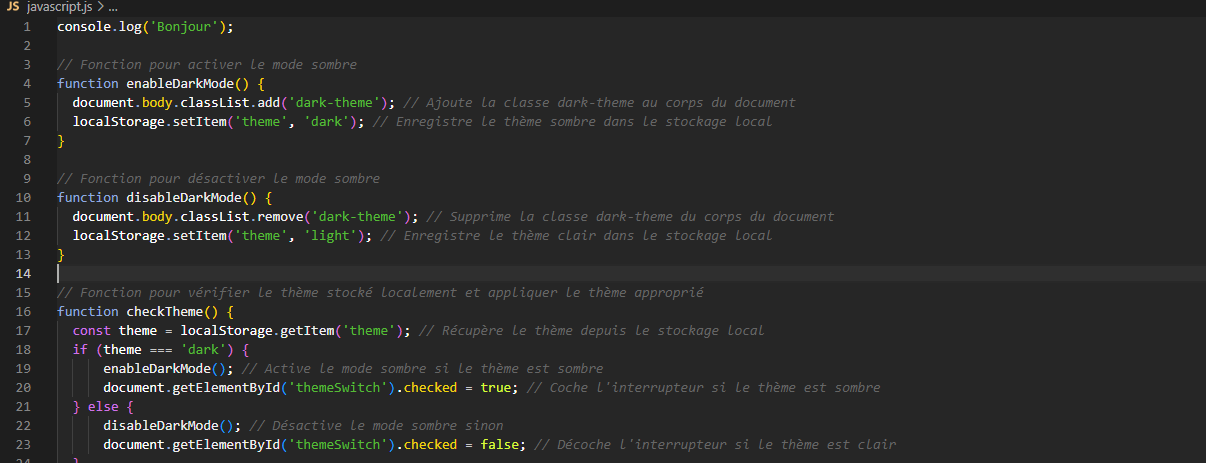 JS javascript.js > ...
1 console.log('Bonjour');
2
3 // Fonction pour activer le mode sombre
4 function enableDarkMode() {
5   document.body.classList.add('dark-theme'); // Ajoute la classe dark-theme au corps du document
6   localStorage.setItem('theme', 'dark'); // Enregistre le thème sombre dans le stockage local
7 }
8
9 // Fonction pour désactiver le mode sombre
10 function disableDarkMode() {
11   document.body.classList.remove('dark-theme'); // Supprime la classe dark-theme du corps du document
12   localStorage.setItem('theme', 'light'); // Enregistre le thème clair dans le stockage local
13 }
14
15 // Fonction pour vérifier le thème stocké localement et appliquer le thème approprié
16 function checkTheme() {
17   const theme = localStorage.getItem('theme'); // Récupère le thème depuis le stockage local
18   if (theme === 'dark') {
19       enableDarkMode(); // Active le mode sombre si le thème est sombre
20       document.getElementById('themeSwitch').checked = true; // Coche l'interrupteur si le thème est sombre
21   } else {
22       disableDarkMode(); // Désactive le mode sombre sinon
23       document.getElementById('themeSwitch').checked = false; // Décoche l'interrupteur si le thème est clair
24   }